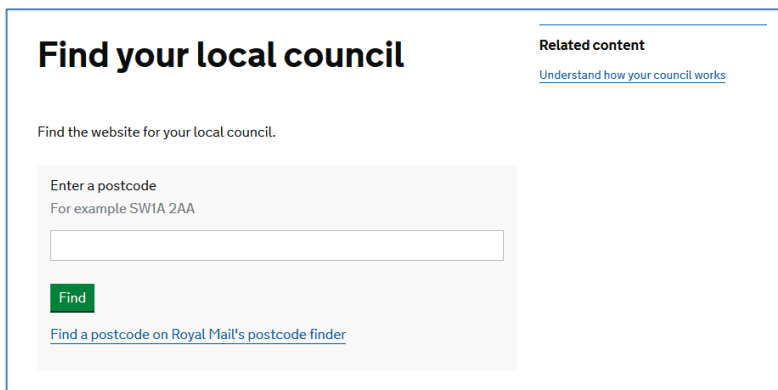 Find your local council
Find the website for your local council.
Enter a postcode
For example SW1A 2AA
Find
Find a postcode on Royal Mail's postcode finder
Related content
Understand how your council works